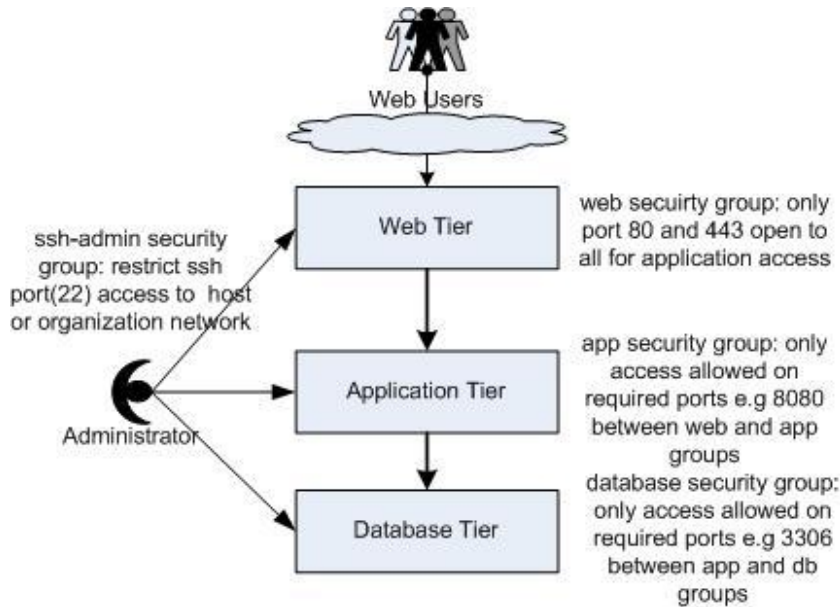 Web Users
Web Tier
web secuirty group: only
port 80 and 443 open to
all for application access
ssh-admin security
group: restrict ssh
port(22) access to host
or organization network
Administrator
Application Tier
app security group: only
access allowed on
required ports e.g 8080
between web and app
groups
Database Tier
database security group:
only access allowed on
required ports e.g 3306
between app and db
groups